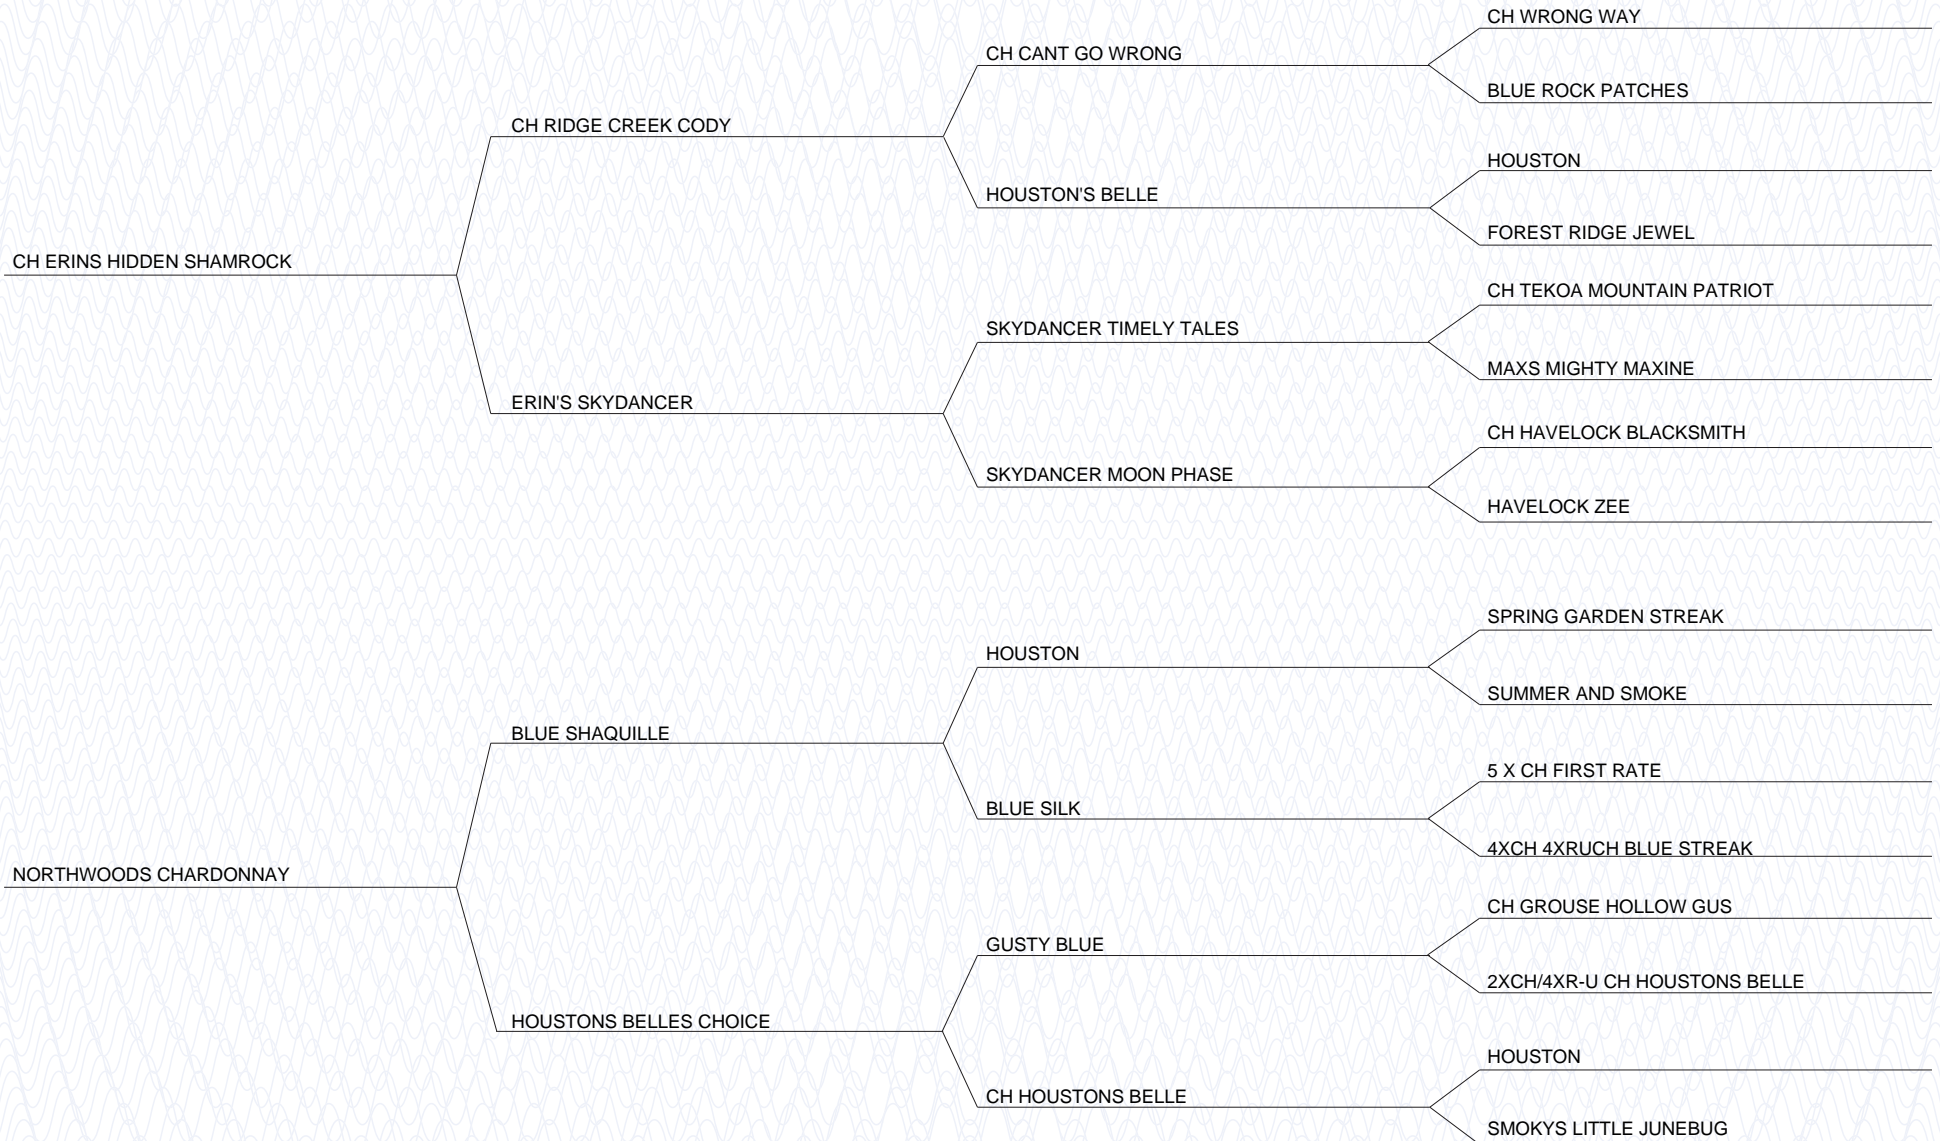 CH WRONG WAY
CH CANT GO WRONG
BLUE ROCK PATCHES
CH RIDGE CREEK CODY
HOUSTON
HOUSTON'S BELLE
FOREST RIDGE JEWEL
CH ERINS HIDDEN SHAMROCK
CH TEKOA MOUNTAIN PATRIOT
SKYDANCER TIMELY TALES
MAXS MIGHTY MAXINE
ERIN'S SKYDANCER
CH HAVELOCK BLACKSMITH
SKYDANCER MOON PHASE
HAVELOCK ZEE
SPRING GARDEN STREAK
HOUSTON
SUMMER AND SMOKE
BLUE SHAQUILLE
5 X CH FIRST RATE
BLUE SILK
4XCH 4XRUCH BLUE STREAK
NORTHWOODS CHARDONNAY
CH GROUSE HOLLOW GUS
GUSTY BLUE
2XCH/4XR-U CH HOUSTONS BELLE
HOUSTONS BELLES CHOICE
HOUSTON
CH HOUSTONS BELLE
SMOKYS LITTLE JUNEBUG